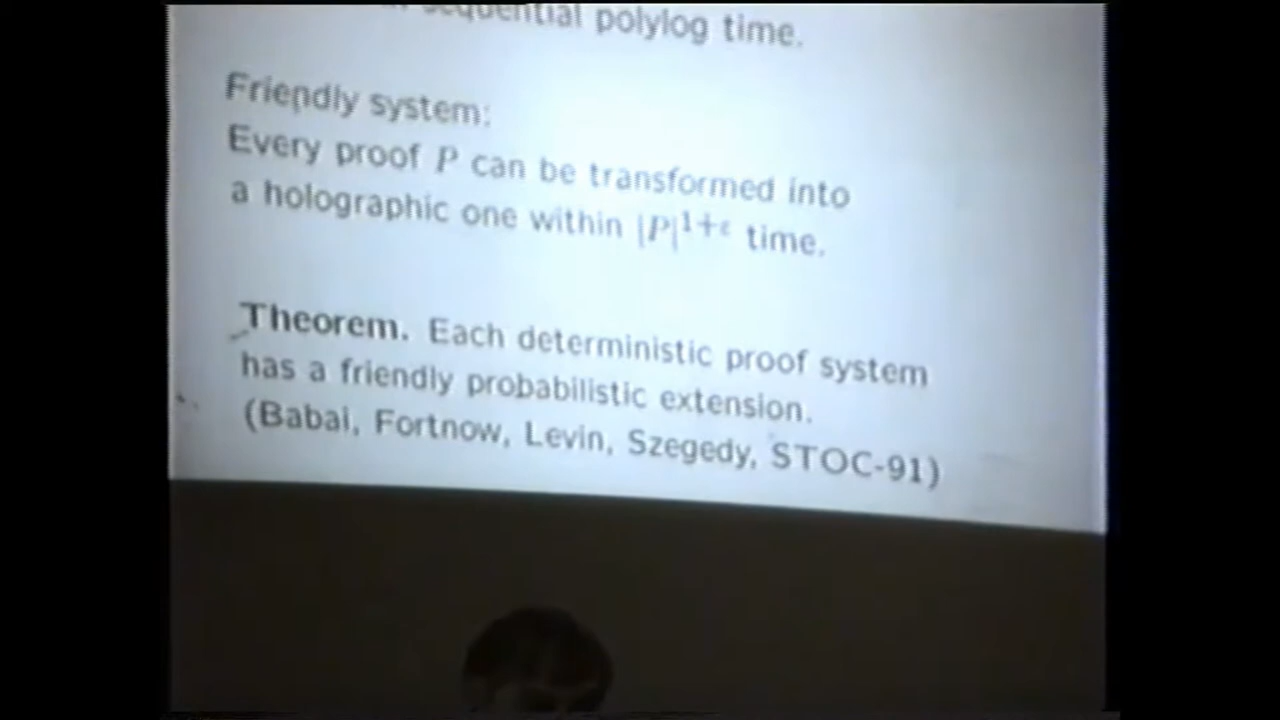 sequential polylog time.
Friendly system:
Every proof P can be transformed into
a holographic one within |P|¹⁺ᵋ time.
Theorem. Each deterministic proof system
has a friendly probabilistic extension.
(Babai, Fortnow, Levin, Szegedy, STOC-91)